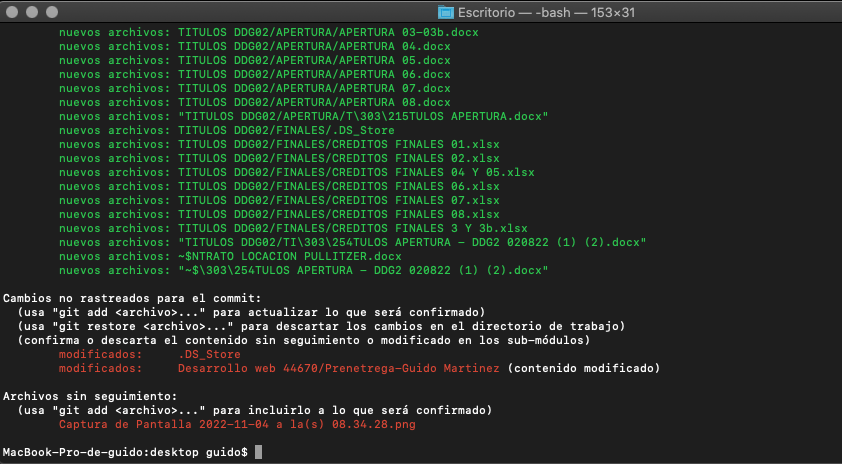 Escritorio — -bash — 153×31
nuevos archivos: TITULOS DDG02/APERTURA/APERTURA 03-03b.docx
nuevos archivos: TITULOS DDG02/APERTURA/APERTURA 04.docx
nuevos archivos: TITULOS DDG02/APERTURA/APERTURA 05.docx
nuevos archivos: TITULOS DDG02/APERTURA/APERTURA 06.docx
nuevos archivos: TITULOS DDG02/APERTURA/APERTURA 07.docx
nuevos archivos: TITULOS DDG02/APERTURA/APERTURA 08.docx
nuevos archivos: "TITULOS DDG02/APERTURA/T\303\215TULOS APERTURA.docx"
nuevos archivos: TITULOS DDG02/FINALES/.DS_Store
nuevos archivos: TITULOS DDG02/FINALES/CREDITOS FINALES 01.xlsx
nuevos archivos: TITULOS DDG02/FINALES/CREDITOS FINALES 02.xlsx
nuevos archivos: TITULOS DDG02/FINALES/CREDITOS FINALES 04 Y 05.xlsx
nuevos archivos: TITULOS DDG02/FINALES/CREDITOS FINALES 06.xlsx
nuevos archivos: TITULOS DDG02/FINALES/CREDITOS FINALES 07.xlsx
nuevos archivos: TITULOS DDG02/FINALES/CREDITOS FINALES 08.xlsx
nuevos archivos: TITULOS DDG02/FINALES/CREDITOS FINALES 3 Y 3b.xlsx
nuevos archivos: "TITULOS DDG02/TI\303\254TULOS APERTURA - DDG2 020822 (1) (2).docx"
nuevos archivos: ~$NTRATO LOCACION PULLITZER.docx
nuevos archivos: "~$\303\254TULOS APERTURA - DDG2 020822 (1) (2).docx"
Cambios no rastreados para el commit:
(usa "git add <archivo>..." para actualizar lo que será confirmado)
(usa "git restore <archivo>..." para descartar los cambios en el directorio de trabajo)
(confirma o descarta el contenido sin seguimiento o modificado en los sub-módulos)
modificados: .DS_Store
modificados: Desarrollo web 44670/Prenetrega-Guido Martinez (contenido modificado)
Archivos sin seguimiento:
(usa "git add <archivo>..." para incluirlo a lo que será confirmado)
Captura de Pantalla 2022-11-04 a la(s) 08.34.28.png
MacBook-Pro-de-guido:desktop guido$